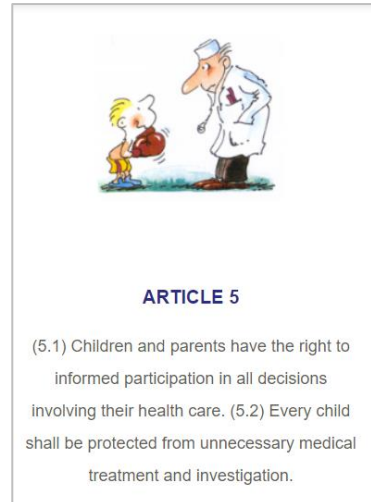 ARTICLE 5
(5.1) Children and parents have the right to
informed participation in all decisions
involving their health care. (5.2) Every child
shall be protected from unnecessary medical
treatment and investigation.